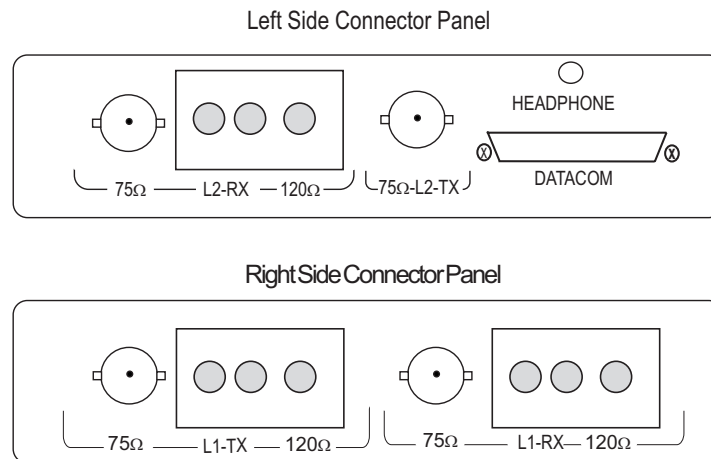 Left Side Connector Panel
HEADPHONE
DATACOM
75Ω L2-RX 120Ω 75Ω-L2-TX
Right Side Connector Panel
75Ω L1-TX 120Ω 75Ω L1-RX 120Ω